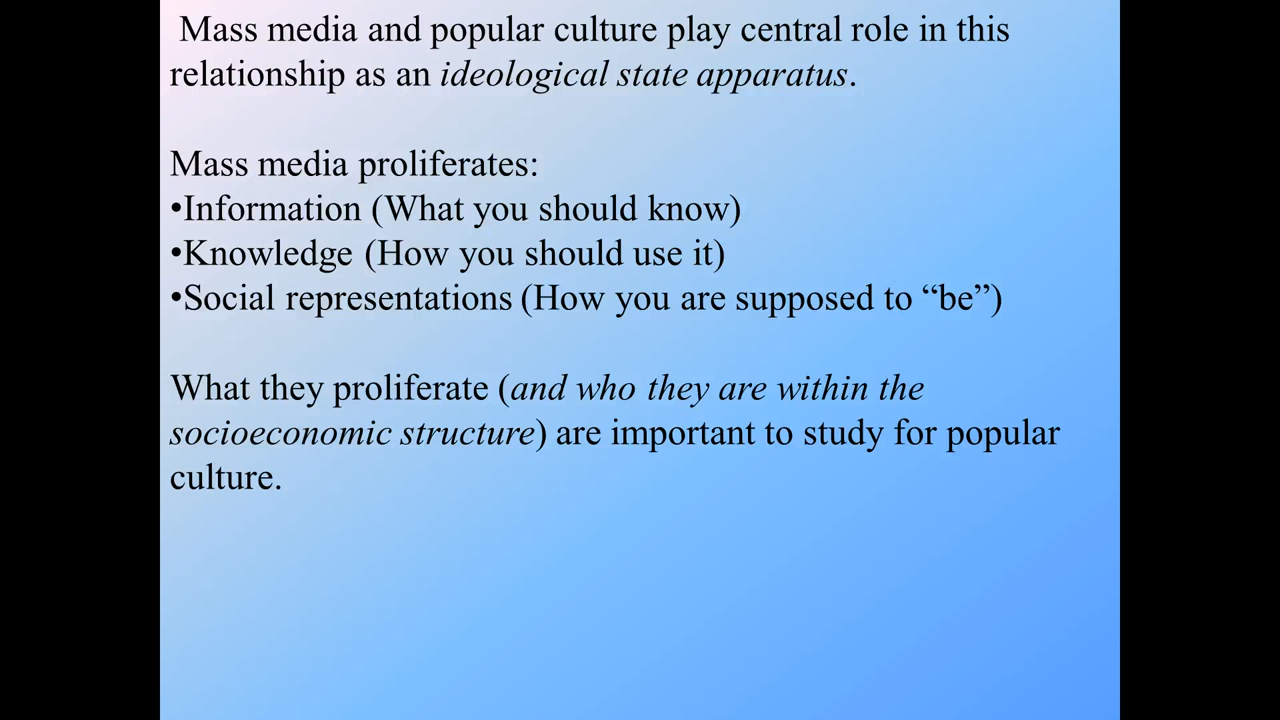 Mass media and popular culture play central role in this
relationship as an ideological state apparatus.
Mass media proliferates:
•Information (What you should know)
•Knowledge (How you should use it)
•Social representations (How you are supposed to “be”)
What they proliferate (and who they are within the
socioeconomic structure) are important to study for popular
culture.